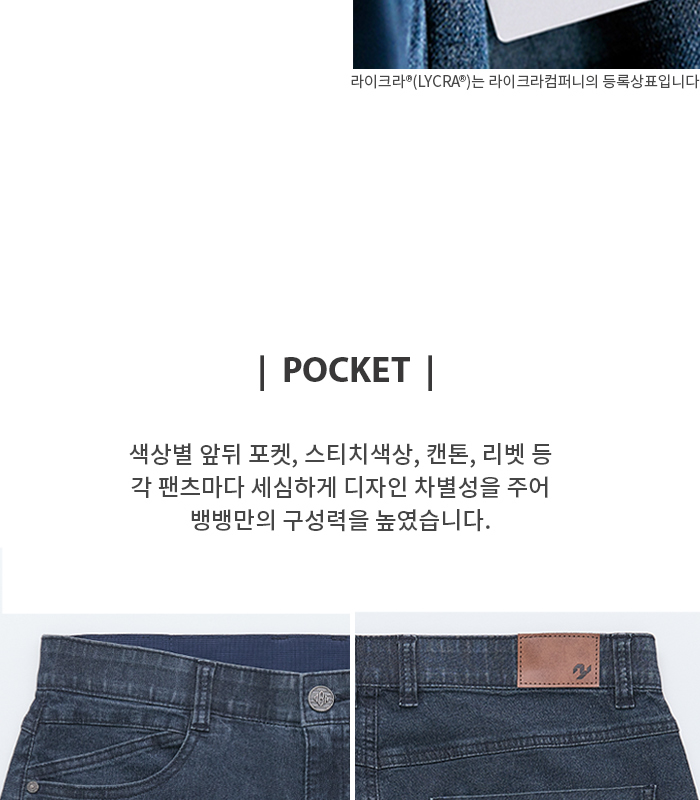 라이크라®(LYCRA®)는 라이크라컴퍼니의 등록상표입니다
| POCKET |
색상별 앞뒤 포켓, 스티치색상, 캔톤, 리벳 등
각 팬츠마다 세심하게 디자인 차별성을 주어
뱅뱅만의 구성력을 높였습니다.